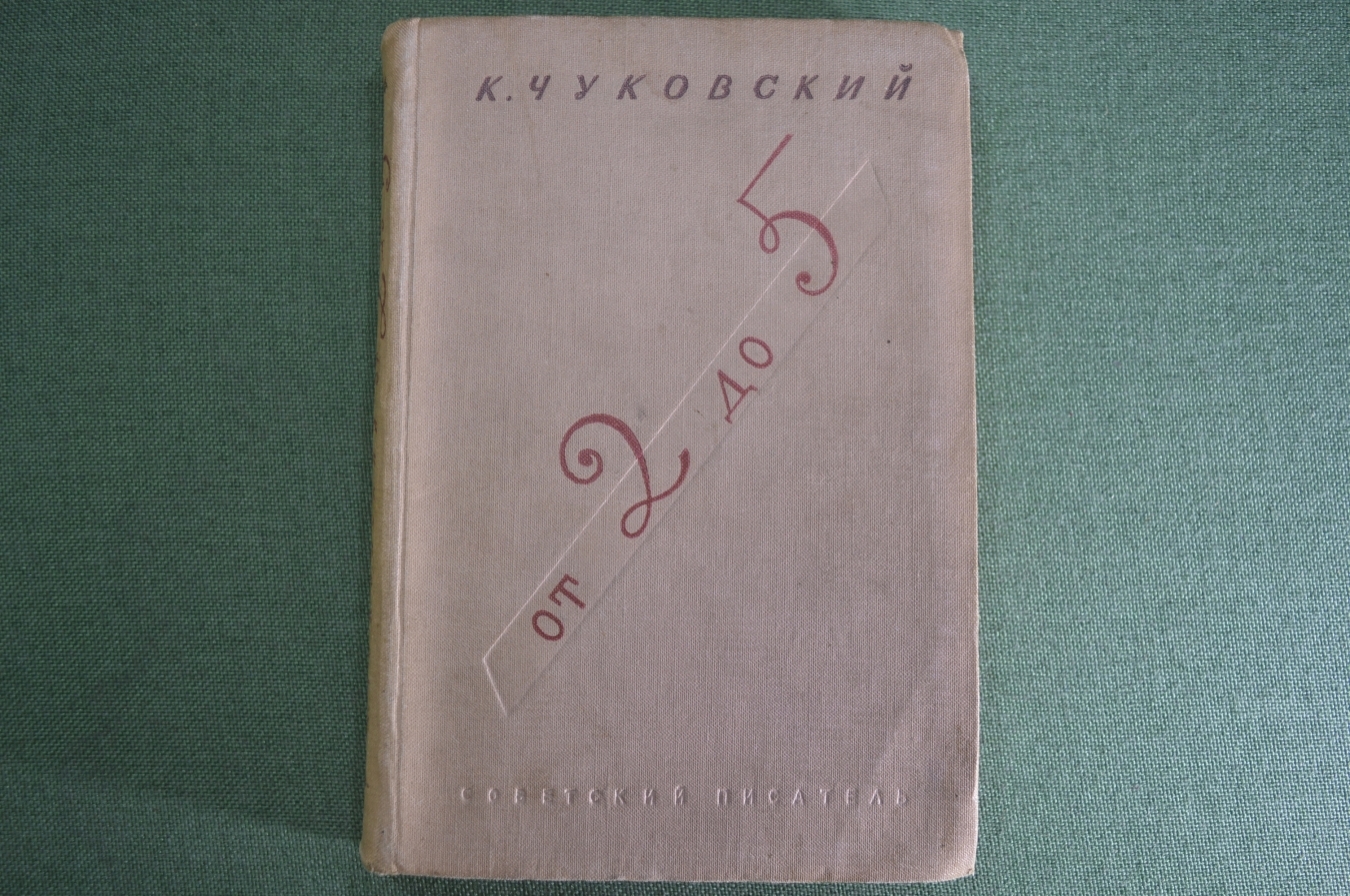 К. ЧУКОВСКИЙ
от 2 до 5
СОВЕТСКИЙ ПИСАТЕЛЬ